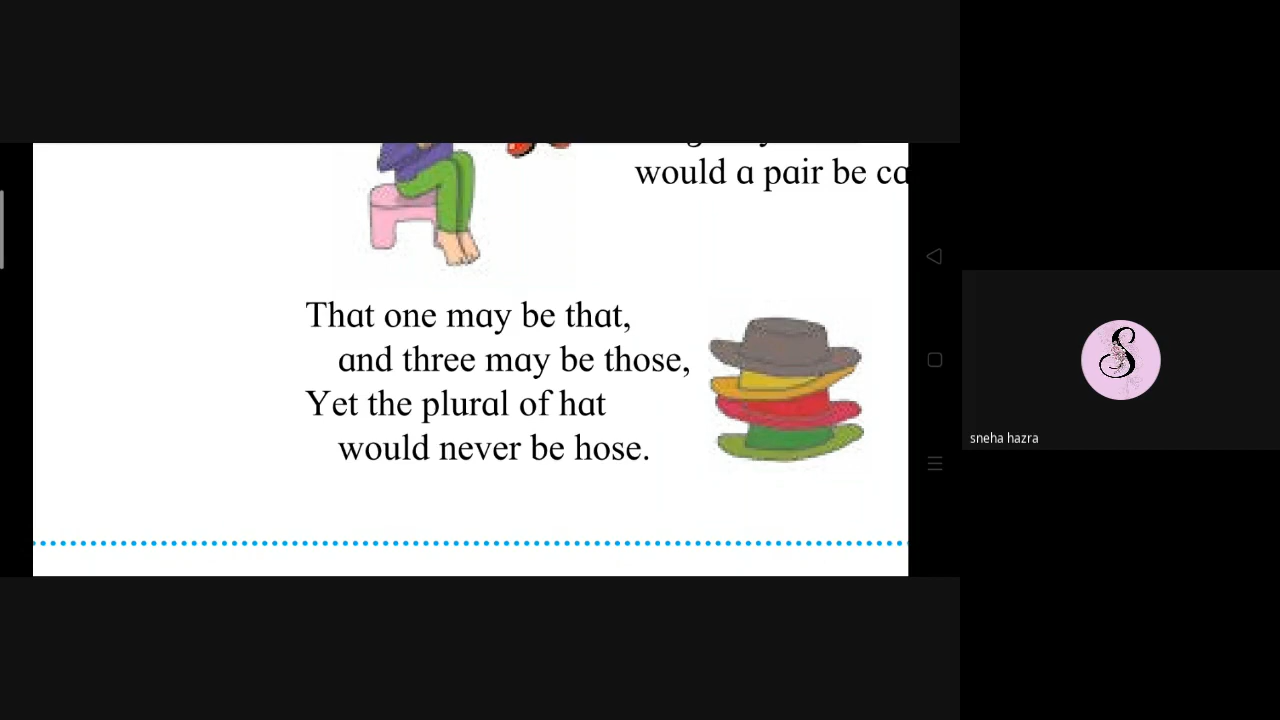 would a pair be
That one may be that,
and three may be those,
Yet the plural of hat
would never be hose.
sneha hazra